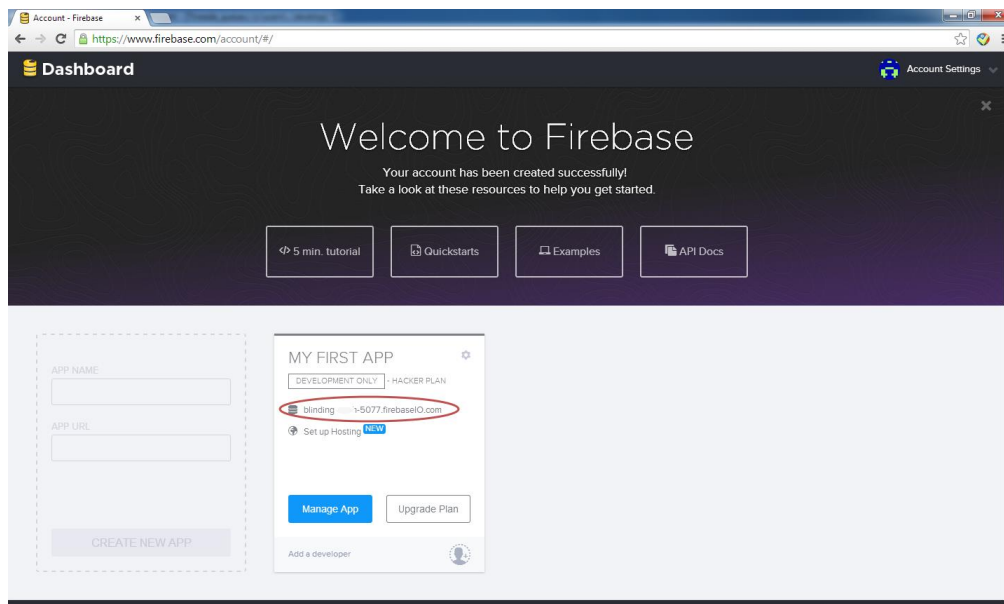 Account - Firebase
https://www.firebase.com/account/#/
Dashboard
Account Settings
Welcome to Firebase
Your account has been created successfully!
Take a look at these resources to help you get started.
5 min. tutorial
Quickstarts
Examples
API Docs
APP NAME
APP URL
CREATE NEW APP
MY FIRST APP
DEVELOPMENT ONLY - HACKER PLAN
blinding -5077.firebaseIO.com
Set up Hosting NEW
Manage App
Upgrade Plan
Add a developer